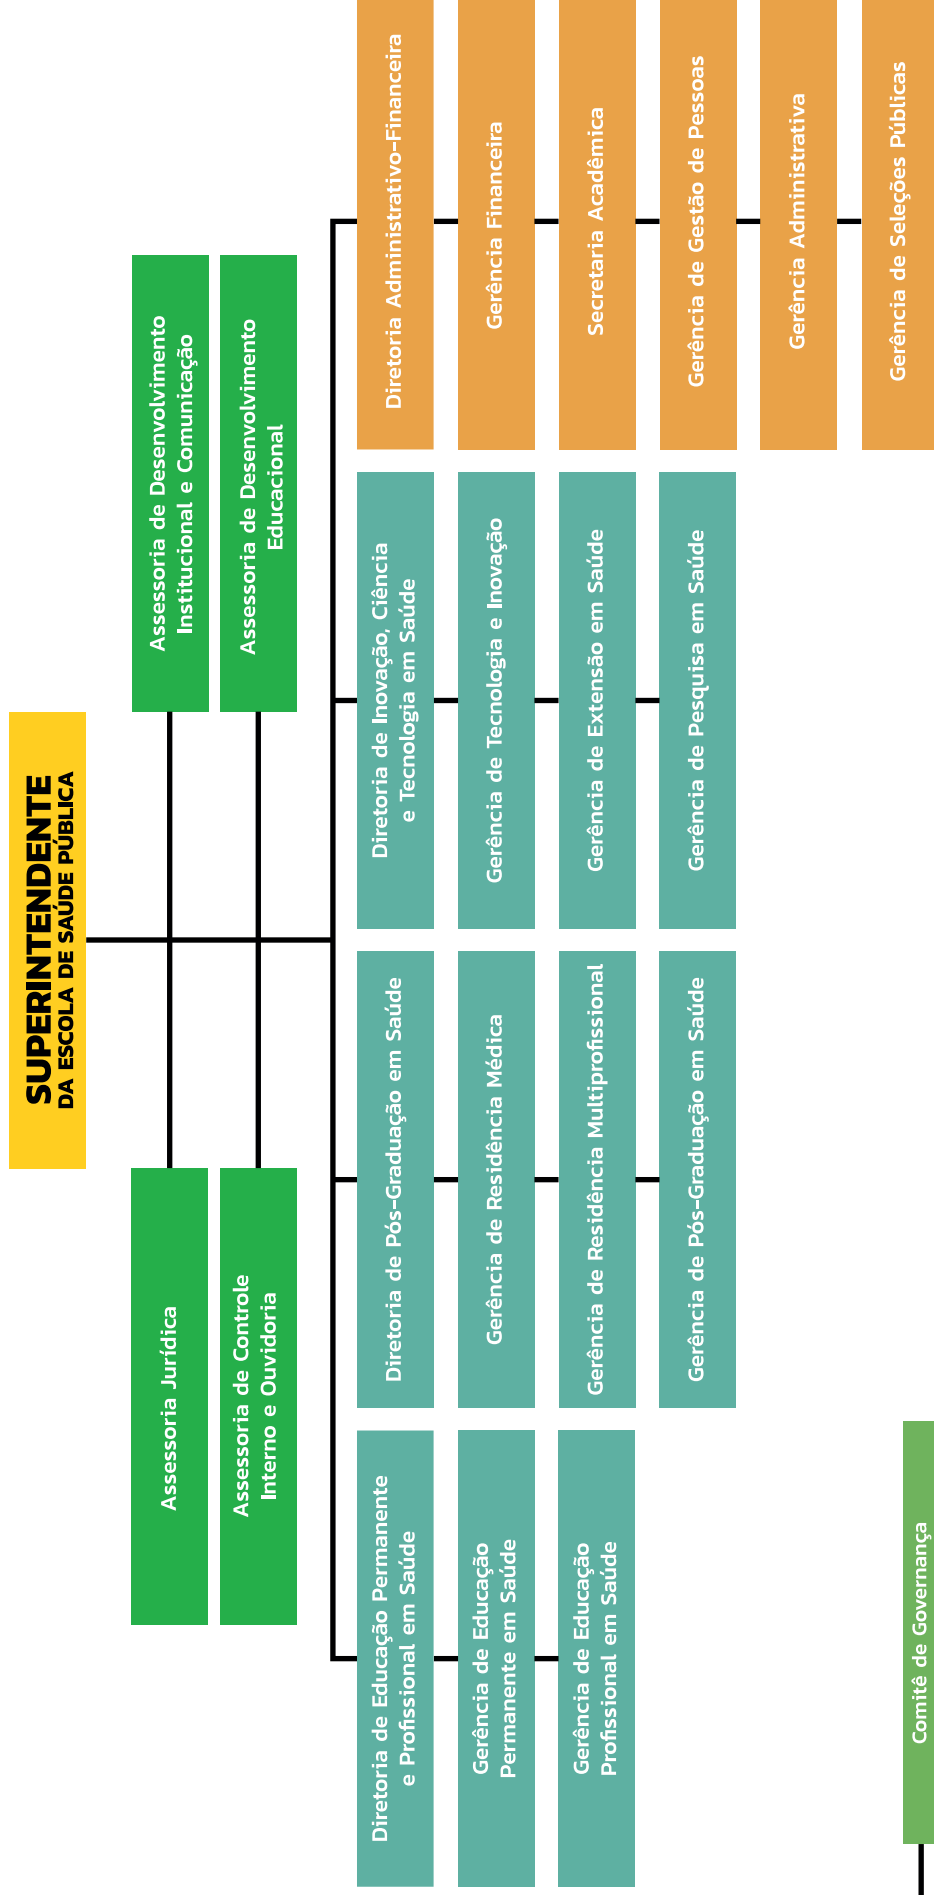 SUPERINTENDENTE
DA ESCOLA DE SAÚDE PÚBLICA
Assessoria Jurídica
Assessoria de Desenvolvimento
Institucional e Comunicação
Assessoria de Controle
Interno e Ouvidoria
Assessoria de Desenvolvimento
Educacional
Diretoria de Educação Permanente
e Profissional em Saúde
Gerência de Educação
Permanente em Saúde
Gerência de Educação
Profissional em Saúde
Diretoria de Pós-Graduação em Saúde
Gerência de Residência Médica
Gerência de Residência Multiprofissional
Gerência de Pós-Graduação em Saúde
Diretoria de Inovação, Ciência
e Tecnologia em Saúde
Gerência de Tecnologia e Inovação
Gerência de Extensão em Saúde
Gerência de Pesquisa em Saúde
Diretoria Administrativo-Financeira
Gerência Financeira
Secretaria Acadêmica
Gerência de Gestão de Pessoas
Gerência Administrativa
Gerência de Seleções Públicas
Comitê de Governança